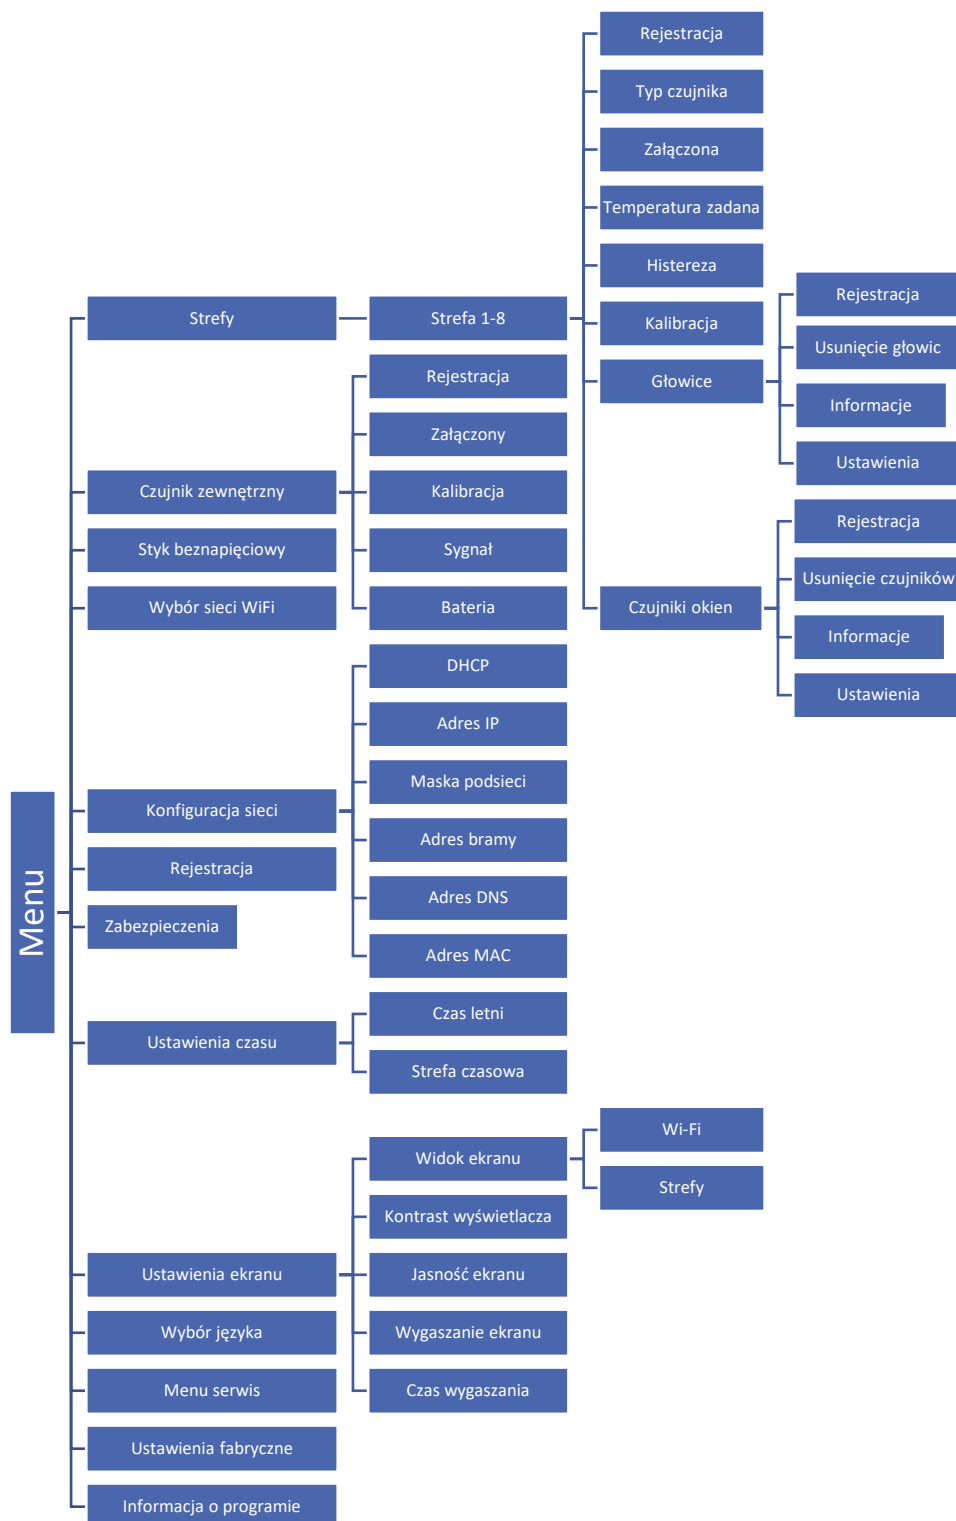 Menu
Strefy
Strefa 1-8
Rejestracja
Typ czujnika
Załączona
Temperatura zadana
Histereza
Kalibracja
Głowice
Rejestracja
Usunięcie głowic
Informacje
Ustawienia
Czujniki okien
Rejestracja
Usunięcie czujników
Informacje
Ustawienia
Czujnik zewnętrzny
Rejestracja
Załączony
Kalibracja
Sygnał
Bateria
Styk beznapięciowy
Wybór sieci WiFi
Konfiguracja sieci
DHCP
Adres IP
Maska podsieci
Adres bramy
Adres DNS
Adres MAC
Rejestracja
Zabezpieczenia
Ustawienia czasu
Czas letni
Strefa czasowa
Ustawienia ekranu
Widok ekranu
Wi-Fi
Strefy
Kontrast wyświetlacza
Jasność ekranu
Wygaszanie ekranu
Czas wygaszania
Wybór języka
Menu serwis
Ustawienia fabryczne
Informacja o programie